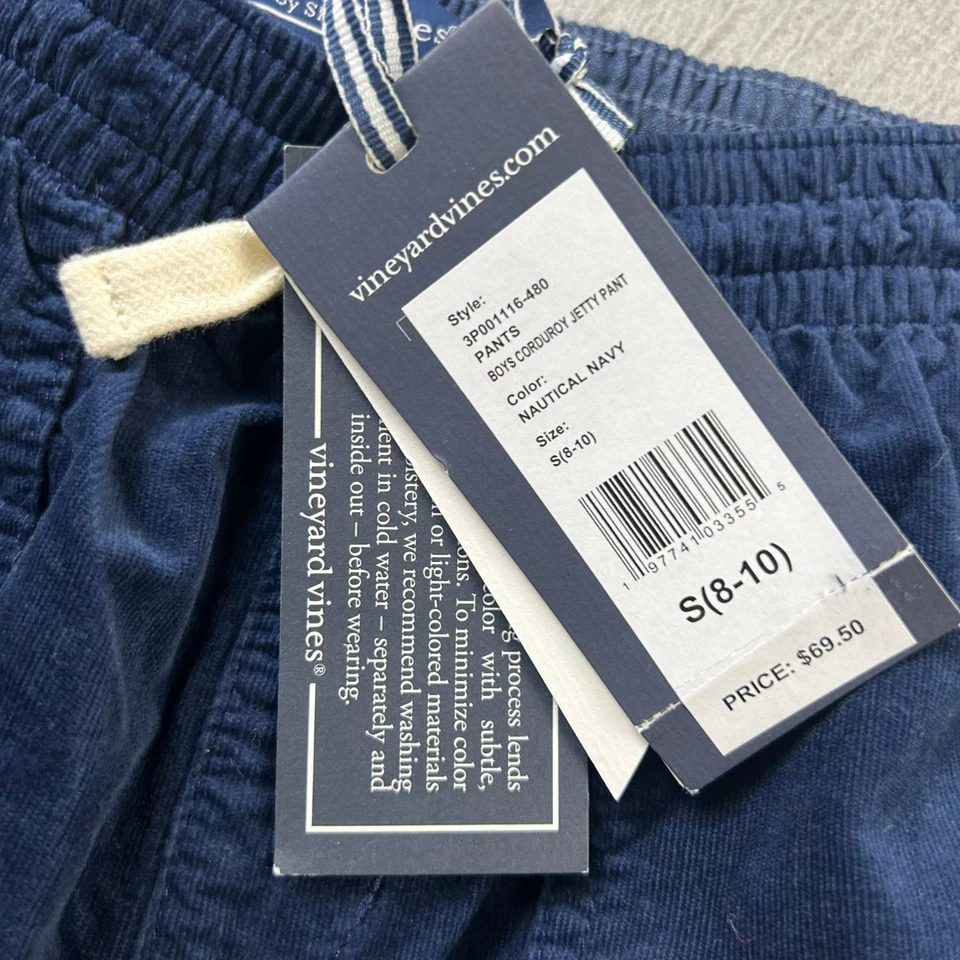 by S
e
vineyardvines.com
Style:
3P001116-480
PANTS
BOYS CORDUROY JETTY PANT
Color:
NAUTICAL NAVY
Size:
S(8-10)
1 97741 03355 5
S(8-10)
PRICE: $69.50
process lends
with subtle,
ons. To minimize color
or light-colored materials
we recommend washing
in cold water – separately and
inside out – before wearing.
vineyard vines®